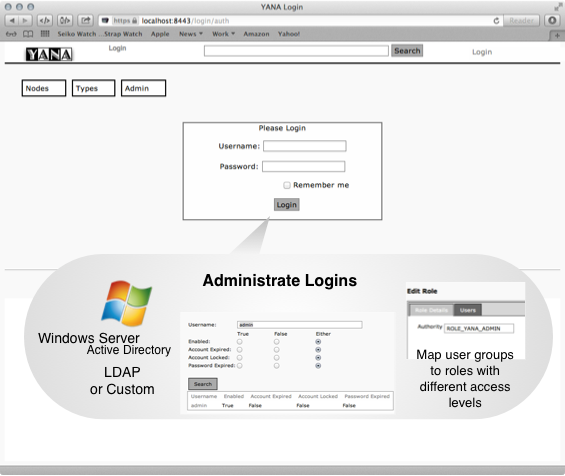 YANA Login
https localhost:8443/login/auth
Reader
Seiko Watch ...Strap Watch Apple News Work Amazon Yahoo!
YANA Login Search Login
Nodes Types Admin
Please Login
Username:
Password:
Remember me
Login
Administrate Logins
Windows Server
Active Directory
LDAP
or Custom
Username: admin
True False Either
Enabled:
Account Expired:
Account Locked:
Password Expired:
Search
Username Enabled Account Expired Account Locked Password Expired
admin True False False False
Edit Role
Role Details Users
Authority ROLE_YANA_ADMIN
Map user groups
to roles with
different access
levels